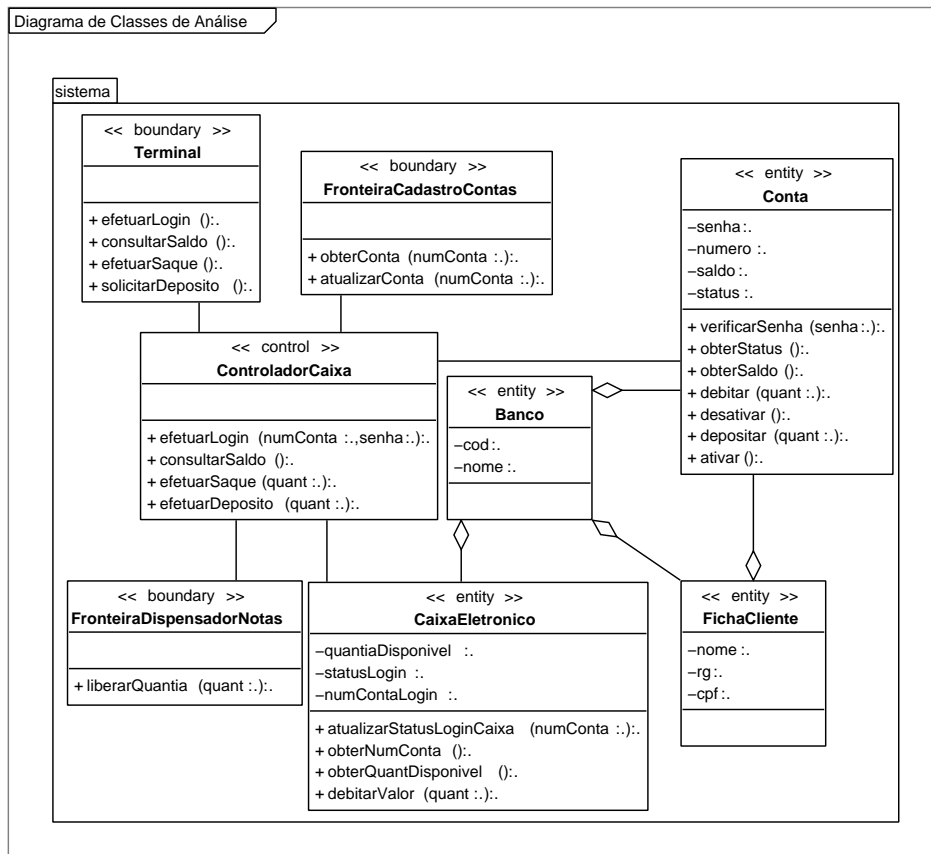 Diagrama de Classes de Análise
sistema
<< boundary >>
Terminal
+ efetuarLogin ():.
+ consultarSaldo ():.
+ efetuarSaque ():.
+ solicitarDeposito ():.
<< boundary >>
FronteiraCadastroContas
+ obterConta (numConta :.):.
+ atualizarConta (numConta :.):.
<< entity >>
Conta
−senha:.
−numero :.
−saldo :.
−status :.
+ verificarSenha (senha:.):.
+ obterStatus ():.
+ obterSaldo ():.
+ debitar (quant :.):.
+ desativar ():.
+ depositar (quant :.):.
+ ativar ():.
<< control >>
ControladorCaixa
+ efetuarLogin (numConta :.,senha:.):.
+ consultarSaldo ():.
+ efetuarSaque (quant :.):.
+ efetuarDeposito (quant :.):.
<< entity >>
Banco
−cod :.
−nome :.
<< boundary >>
FronteiraDispensadorNotas
+ liberarQuantia (quant :.):.
<< entity >>
CaixaEletronico
−quantiaDisponivel :.
−statusLogin :.
−numContaLogin :.
+ atualizarStatusLoginCaixa (numConta :.):.
+ obterNumConta ():.
+ obterQuantDisponivel ():.
+ debitarValor (quant :.):.
<< entity >>
FichaCliente
−nome :.
−rg :.
−cpf :.